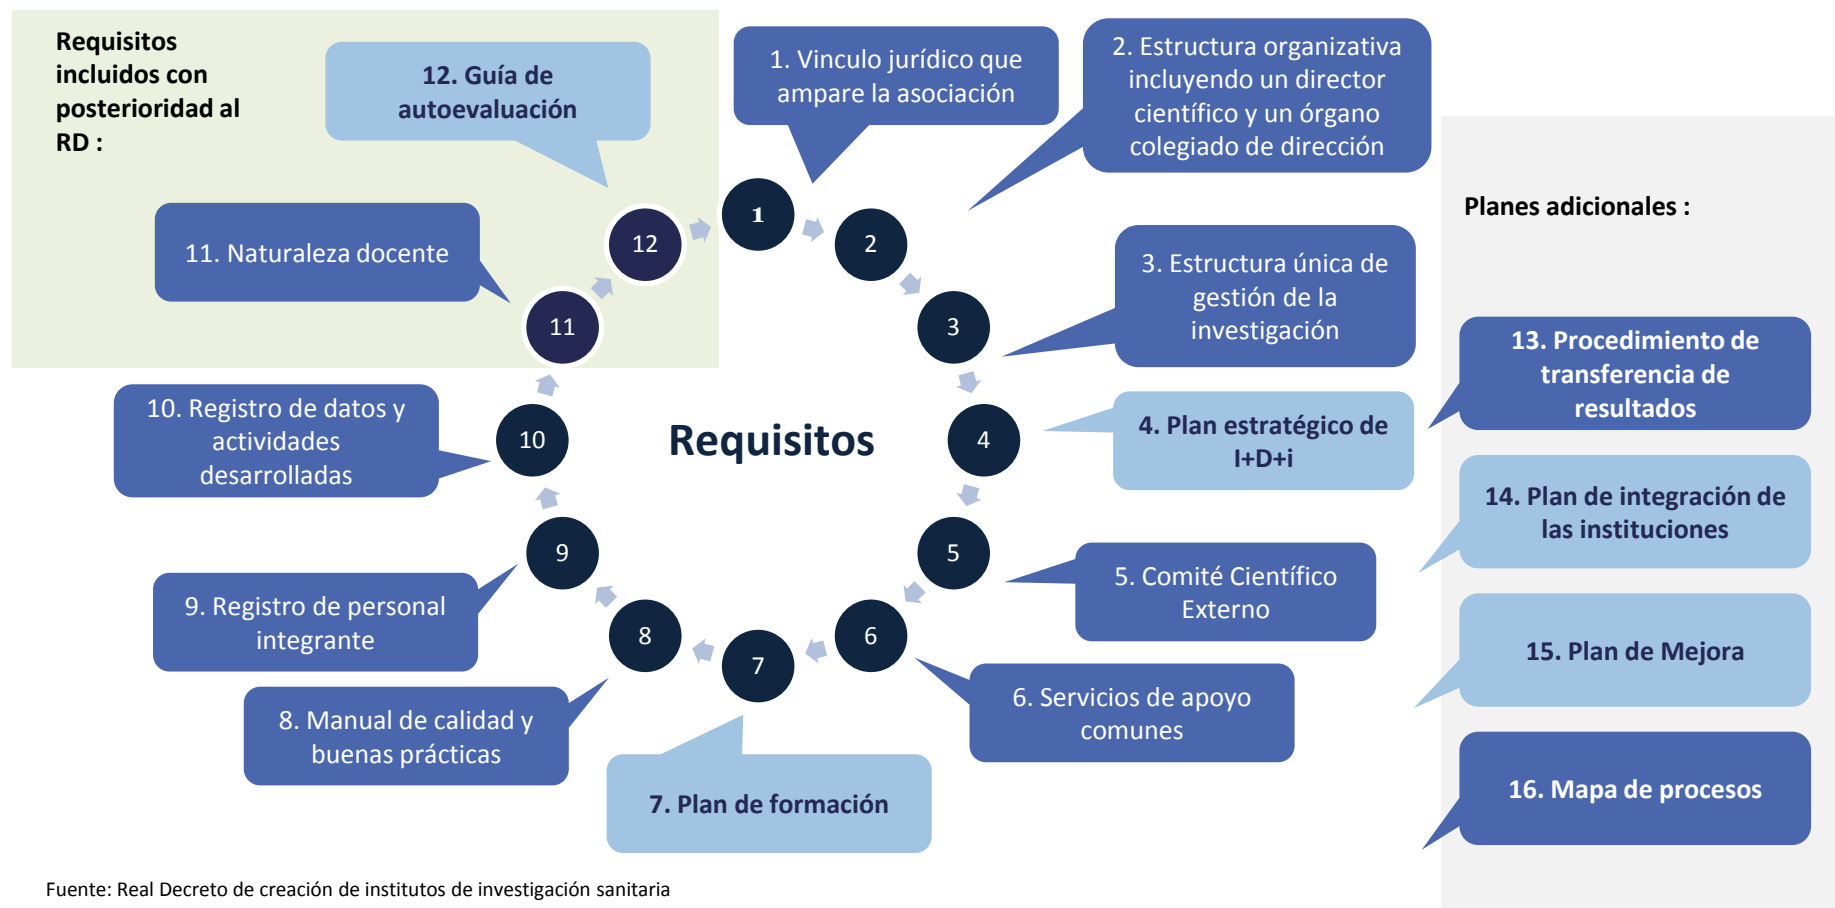 Requisitos
incluidos con
posterioridad al
RD :
12. Guía de
autoevaluación
1. Vinculo jurídico que
ampare la asociación
2. Estructura organizativa
incluyendo un director
científico y un órgano
colegiado de dirección
11. Naturaleza docente
3. Estructura única de
gestión de la
investigación
10. Registro de datos y
actividades
desarrolladas
4. Plan estratégico de
I+D+i
9. Registro de personal
integrante
5. Comité Científico
Externo
8. Manual de calidad y
buenas prácticas
6. Servicios de apoyo
comunes
7. Plan de formación
1
2
3
4
5
6
7
8
9
10
11
12
Requisitos
Planes adicionales :
13. Procedimiento de
transferencia de
resultados
14. Plan de integración de
las instituciones
15. Plan de Mejora
16. Mapa de procesos
Fuente: Real Decreto de creación de institutos de investigación sanitaria